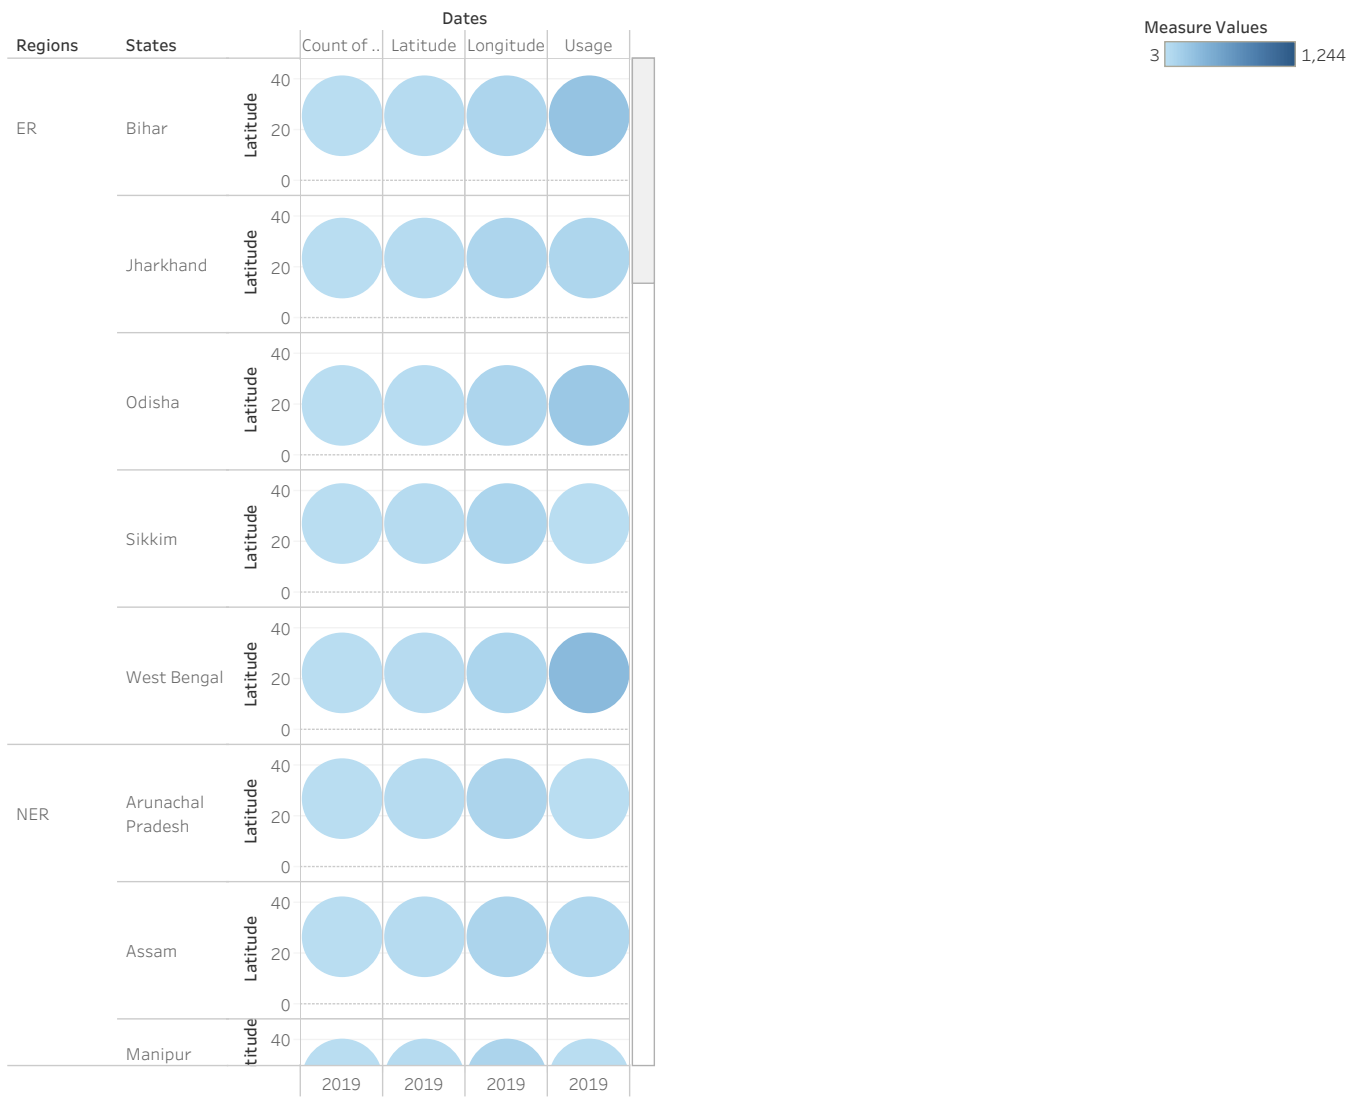 Dates
Regions States Count of .. Latitude Longitude Usage
Measure Values
3 1,244
ER Bihar Latitude 40 20 0
Jharkhand Latitude 40 20 0
Odisha Latitude 40 20 0
Sikkim Latitude 40 20 0
West Bengal Latitude 40 20 0
NER Arunachal Pradesh Latitude 40 20 0
Assam Latitude 40 20 0
Manipur titude 40
2019 2019 2019 2019